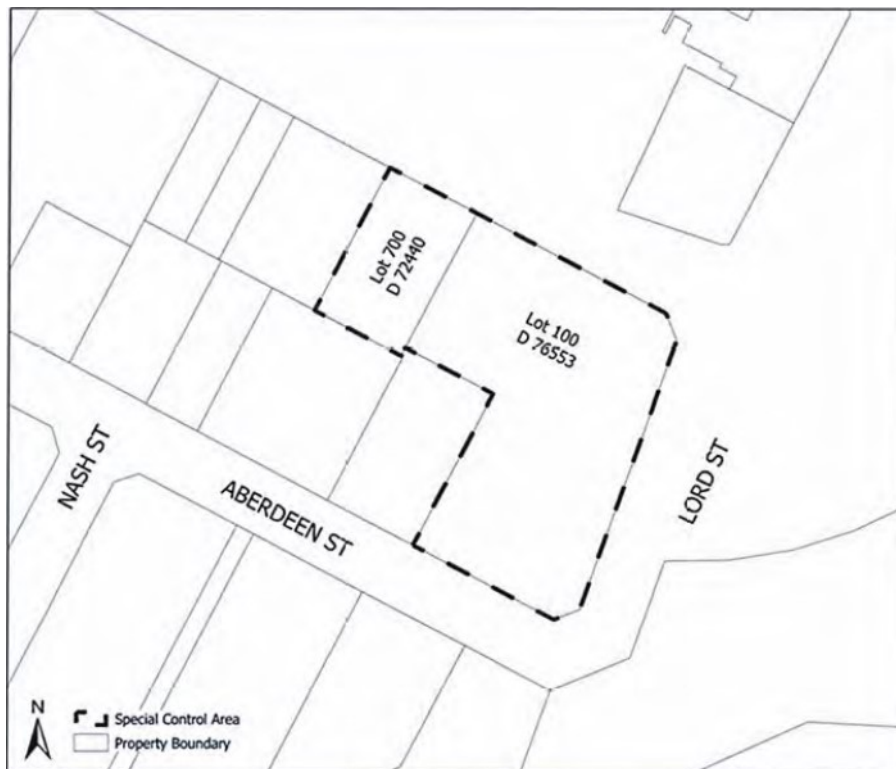 Lot 700
D 72440
Lot 100
D 76553
LORD ST
NASH ST
ABERDEEN ST
N
Special Control Area
Property Boundary